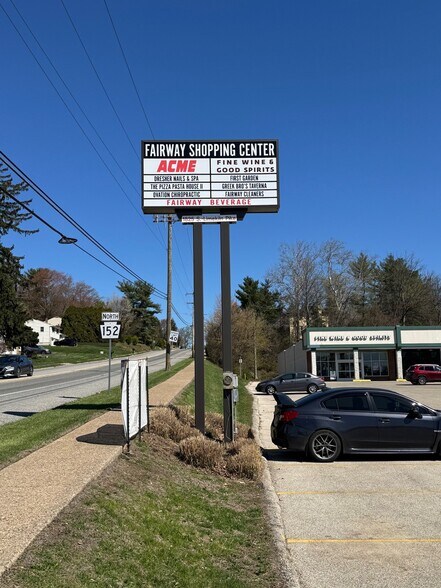 FAIRWAY SHOPPING CENTER
ACME
FINE WINE &
GOOD SPIRITS
DRESHER NAILS & SPA
FIRST GARDEN
THE PIZZA PASTA HOUSE II
GREEK BRO'S TAVERNA
OVATION CHIROPRACTIC
FAIRWAY CLEANERS
FAIRWAY BEVERAGE
NORTH
152
40
FINE WINE & GOOD SPIRITS